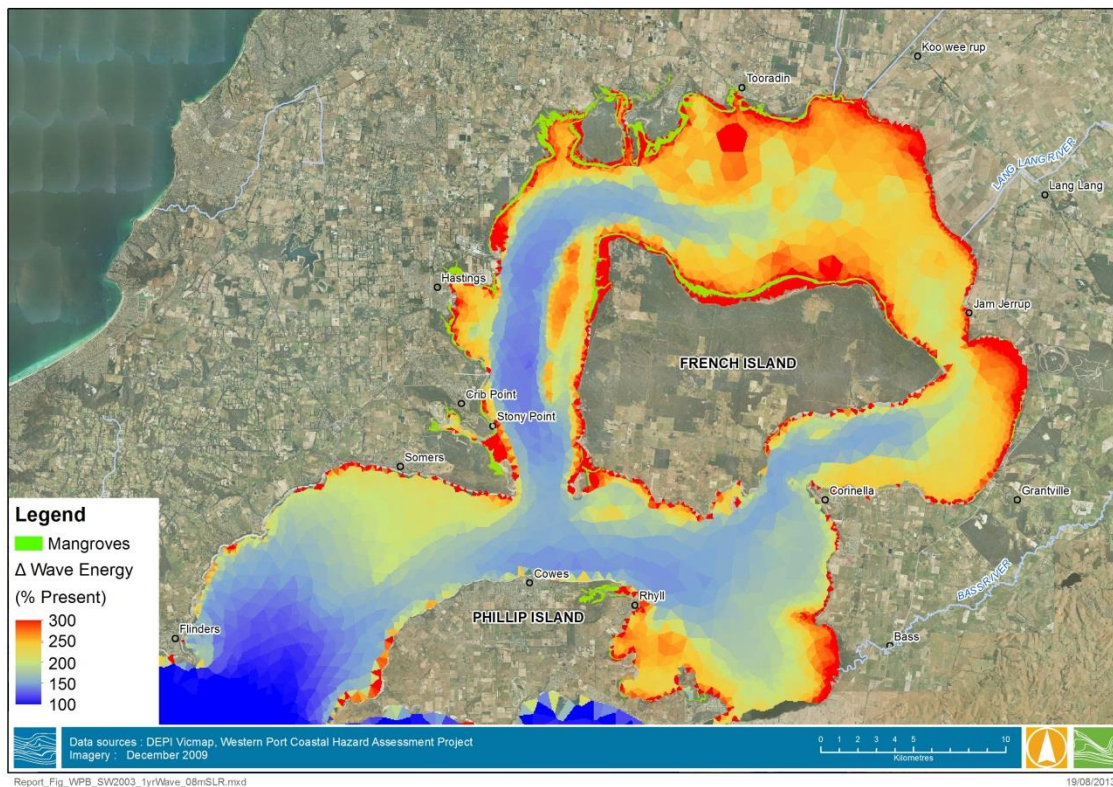 Koo wee rup
Tooradin
LANG LANG RIVER
Lang Lang
Hastings
Jam Jerrup
FRENCH ISLAND
Crib Point
Stony Point
Somers
Corinella
Grantville
Legend
Mangroves
Δ Wave Energy
(% Present)
300
250
200
150
100
Cowes
Rhyll
BASS RIVER
PHILLIP ISLAND
Flinders
Bass
Data sources : DEPI Vicmap, Western Port Coastal Hazard Assessment Project
Imagery : December 2009
0 1 2 3 4 5 10
Kilometres
Report_Fig_WPB_SW2003_1yrWave_08mSLR.mxd
19/08/2013